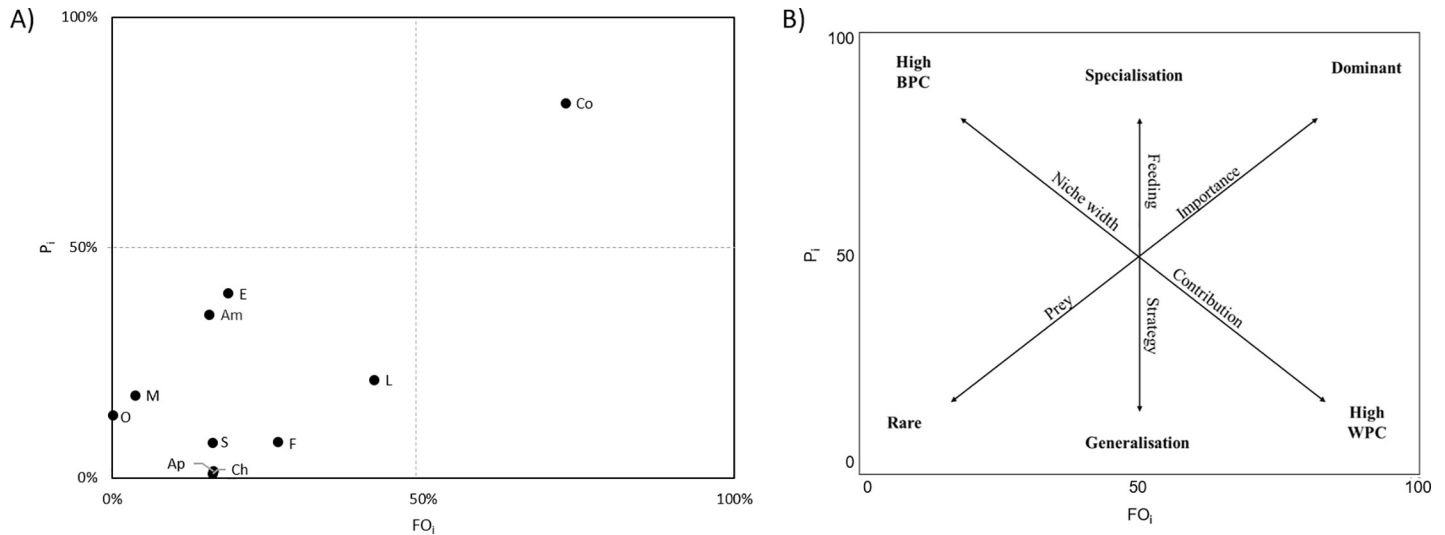 A)
100%
Co
Pi
50%
E
Am
L
M
O
S
F
Ap
Ch
0%
0%
50%
100%
FOi
B)
100
High
BPC
Specialisation
Dominant
Feeding
Niche width
Importance
Pi
50
Prey
Strategy
Contribution
Rare
Generalisation
High
WPC
0
0
50
100
FOi